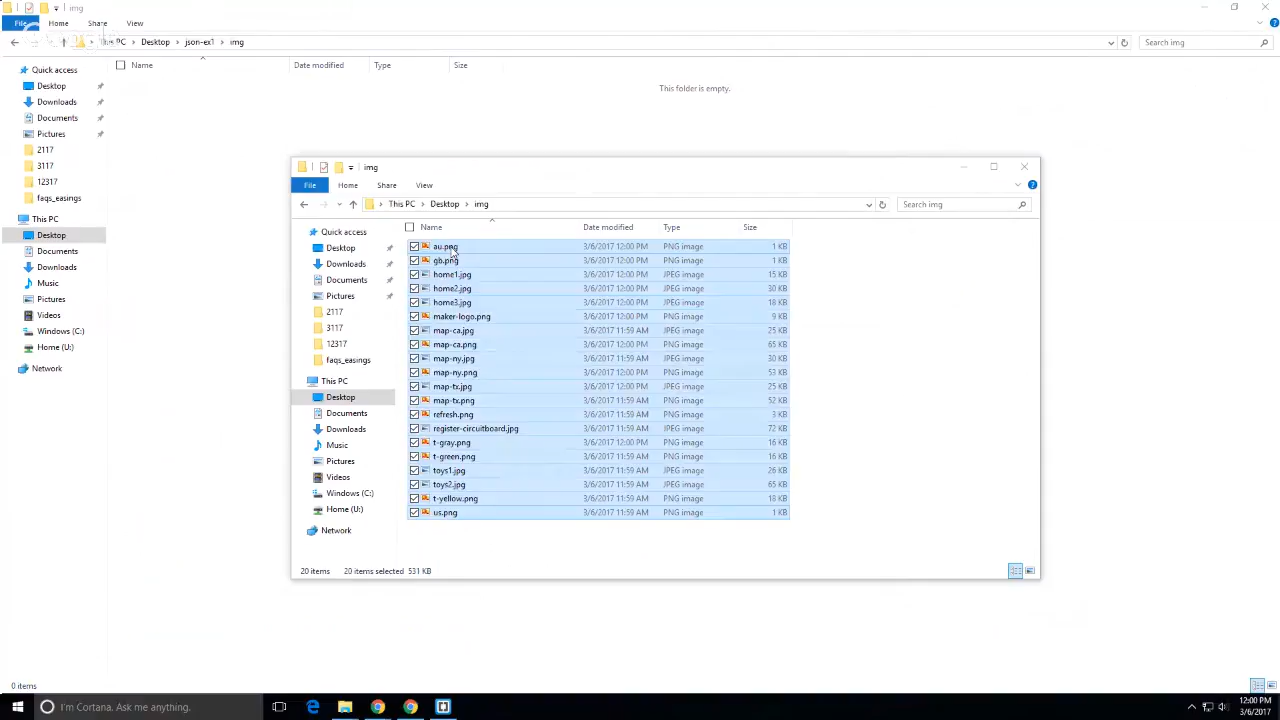 img
File Home Share View
This PC Desktop json-ex1 img
Search img
Name Date modified Type Size
This folder is empty.
Quick access
Desktop
Downloads
Documents
Pictures
2117
3117
12317
faqs_easings
This PC
Desktop
Documents
Downloads
Music
Pictures
Videos
Windows (C:)
Home (U:)
Network
0 items
img
File Home Share View
This PC Desktop img
Search img
Quick access
Desktop
Downloads
Documents
Pictures
2117
3117
12317
faqs_easings
This PC
Desktop
Documents
Downloads
Music
Pictures
Videos
Windows (C:)
Home (U:)
Network
Name Date modified Type Size
au.png 3/6/2017 12:00 PM PNG image 1 KB
gb.png 3/6/2017 12:00 PM PNG image 1 KB
home1.jpg 3/6/2017 12:00 PM JPEG image 15 KB
home2.jpg 3/6/2017 12:00 PM JPEG image 30 KB
home3.jpg 3/6/2017 12:00 PM JPEG image 18 KB
maker-logo.png 3/6/2017 12:00 PM PNG image 9 KB
map-ca.jpg 3/6/2017 11:59 AM JPEG image 25 KB
map-ca.png 3/6/2017 12:00 PM PNG image 65 KB
map-ny.jpg 3/6/2017 11:59 AM JPEG image 30 KB
map-ny.png 3/6/2017 12:00 PM PNG image 53 KB
map-tx.jpg 3/6/2017 12:00 PM JPEG image 25 KB
map-tx.png 3/6/2017 11:59 AM PNG image 52 KB
refresh.png 3/6/2017 11:59 AM PNG image 3 KB
register-circuitboard.jpg 3/6/2017 11:59 AM JPEG image 72 KB
t-gray.png 3/6/2017 12:00 PM PNG image 16 KB
t-green.png 3/6/2017 11:59 AM PNG image 16 KB
toys1.jpg 3/6/2017 11:59 AM JPEG image 26 KB
toys2.jpg 3/6/2017 11:59 AM JPEG image 65 KB
t-yellow.png 3/6/2017 11:59 AM PNG image 18 KB
us.png 3/6/2017 11:59 AM PNG image 1 KB
20 items 20 items selected 531 KB
I'm Cortana. Ask me anything.
12:00 PM
3/6/2017